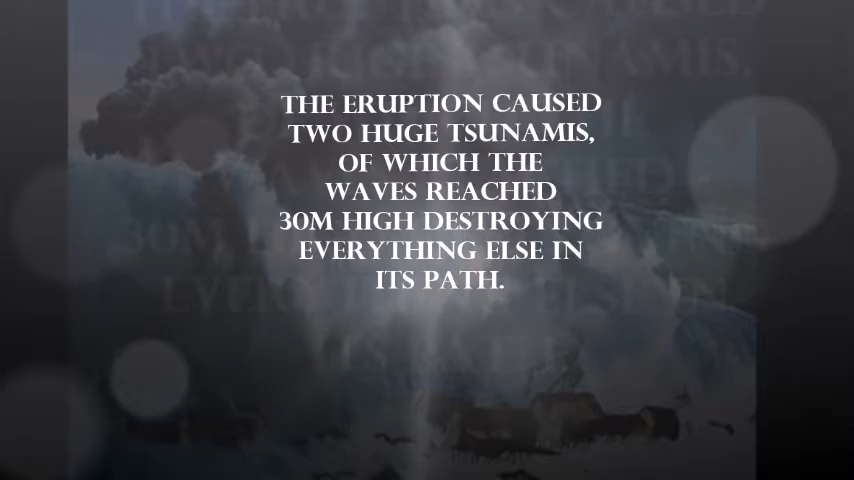 THE ERUPTION CAUSED
TWO HUGE TSUNAMIS,
OF WHICH THE
WAVES REACHED
30M HIGH DESTROYING
EVERYTHING ELSE IN
ITS PATH.